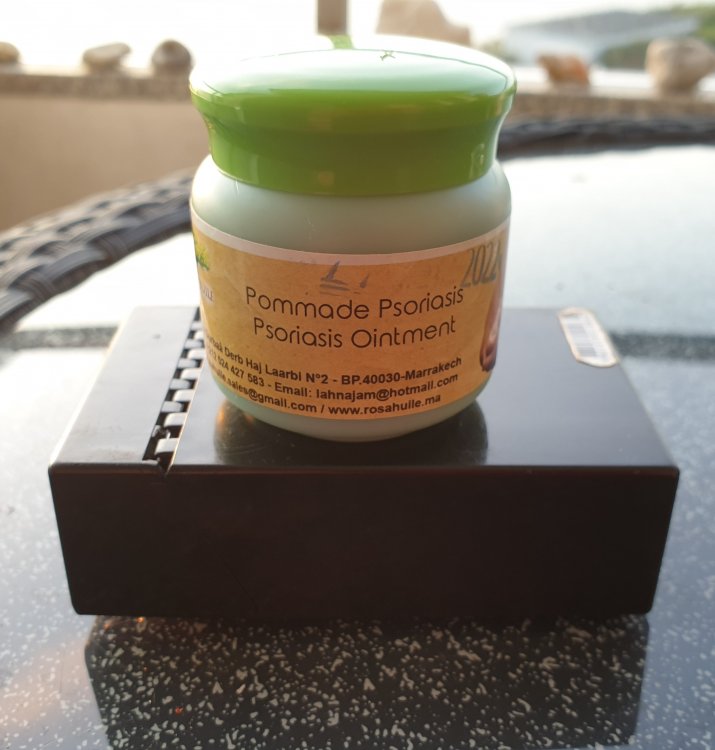 2022
Pommade Psoriasis
Psoriasis Ointment
Derb Haj Laarbi N°2 - BP.40030-Marrakech
524 427 583 - Email: lahnajam@hotmail.com
.sales@gmail.com / www.rosahuile.ma